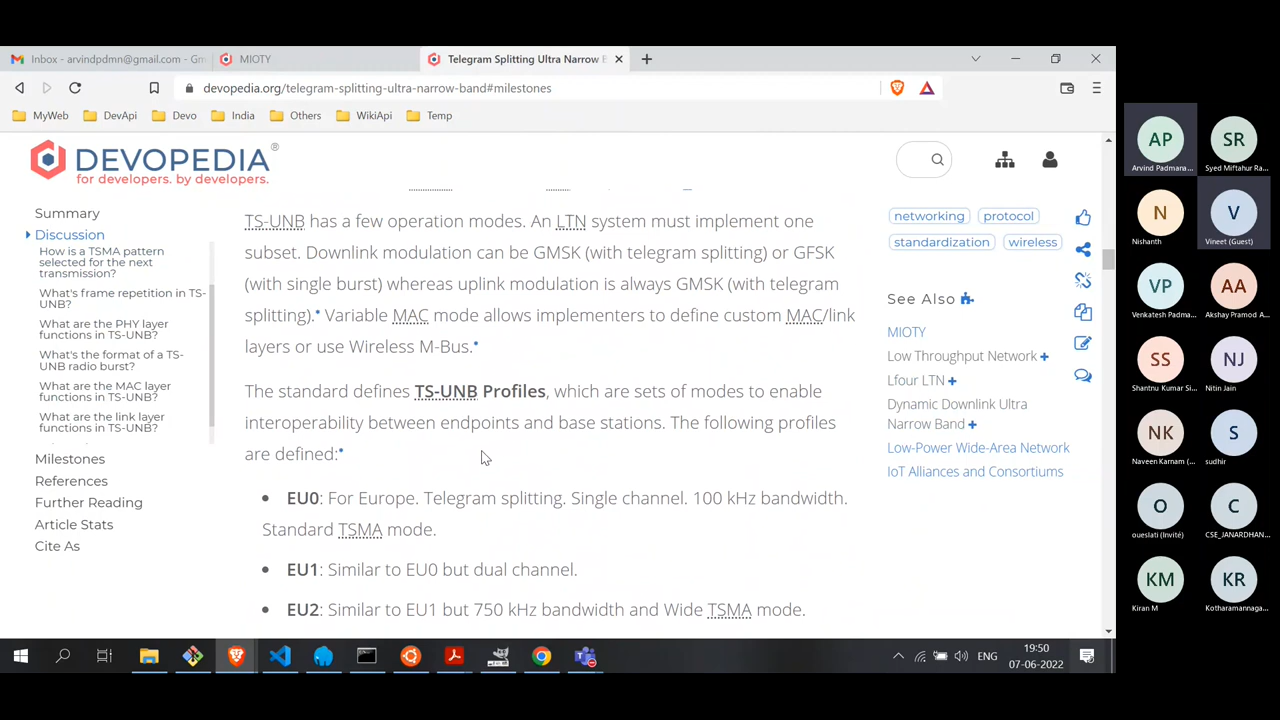 Inbox - arvindpdmn@gmail.com - Gm
MIOTY
Telegram Splitting Ultra Narrow B
devopedia.org/telegram-splitting-ultra-narrow-band#milestones
MyWeb
DevApi
Devo
India
Others
WikiApi
Temp
DEVOPEDIA®
for developers. by developers.
Summary
Discussion
How is a TSMA pattern
selected for the next
transmission?
What's frame repetition in TS-
UNB?
What are the PHY layer
functions in TS-UNB?
What's the format of a TS-
UNB radio burst?
What are the MAC layer
functions in TS-UNB?
What are the link layer
functions in TS-UNB?
Milestones
References
Further Reading
Article Stats
Cite As
TS-UNB has a few operation modes. An LTN system must implement one
subset. Downlink modulation can be GMSK (with telegram splitting) or GFSK
(with single burst) whereas uplink modulation is always GMSK (with telegram
splitting).• Variable MAC mode allows implementers to define custom MAC/link
layers or use Wireless M-Bus.•
The standard defines TS-UNB Profiles, which are sets of modes to enable
interoperability between endpoints and base stations. The following profiles
are defined:•
• EU0: For Europe. Telegram splitting. Single channel. 100 kHz bandwidth.
Standard TSMA mode.
• EU1: Similar to EU0 but dual channel.
• EU2: Similar to EU1 but 750 kHz bandwidth and Wide TSMA mode.
networking
protocol
standardization
wireless
See Also
MIOTY
Low Throughput Network
Lfour LTN
Dynamic Downlink Ultra
Narrow Band
Low-Power Wide-Area Network
IoT Alliances and Consortiums
ENG
19:50
07-06-2022
AP
Arvind Padmana...
SR
Syed Miftahur Ra...
N
Nishanth
V
Vineet (Guest)
VP
Venkatesh Padma...
AA
Akshay Pramod A...
SS
Shantnu Kumar Si...
NJ
Nitin Jain
NK
Naveen Karnam (...
S
sudhir
O
oueslati (Invité)
C
CSE_JANARDHAN...
KM
Kiran M
KR
Kotharamannaga...